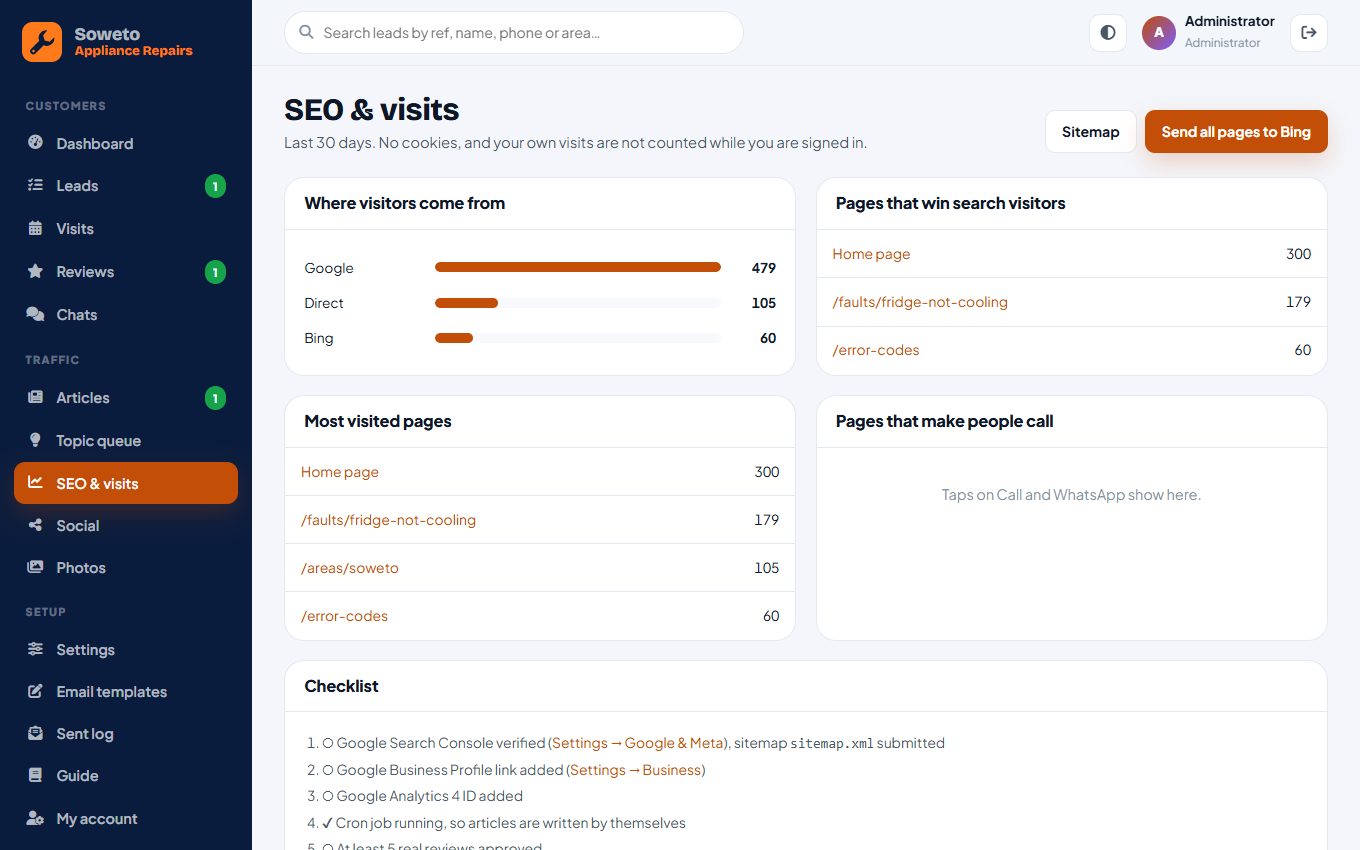 Soweto
Appliance Repairs
CUSTOMERS
Dashboard
Leads 1
Visits
Reviews 1
Chats
TRAFFIC
Articles 1
Topic queue
SEO & visits
Social
Photos
SETUP
Settings
Email templates
Sent log
Guide
My account
Search leads by ref, name, phone or area...
A
Administrator
Administrator
SEO & visits
Last 30 days. No cookies, and your own visits are not counted while you are signed in.
Sitemap
Send all pages to Bing
Where visitors come from
Google 479
Direct 105
Bing 60
Pages that win search visitors
Home page 300
/faults/fridge-not-cooling 179
/error-codes 60
Most visited pages
Home page 300
/faults/fridge-not-cooling 179
/areas/soweto 105
/error-codes 60
Pages that make people call
Taps on Call and WhatsApp show here.
Checklist
1. ○ Google Search Console verified (Settings → Google & Meta), sitemap sitemap.xml submitted
2. ○ Google Business Profile link added (Settings → Business)
3. ○ Google Analytics 4 ID added
4. ✓ Cron job running, so articles are written by themselves
5. ○ At least 5 real reviews approved